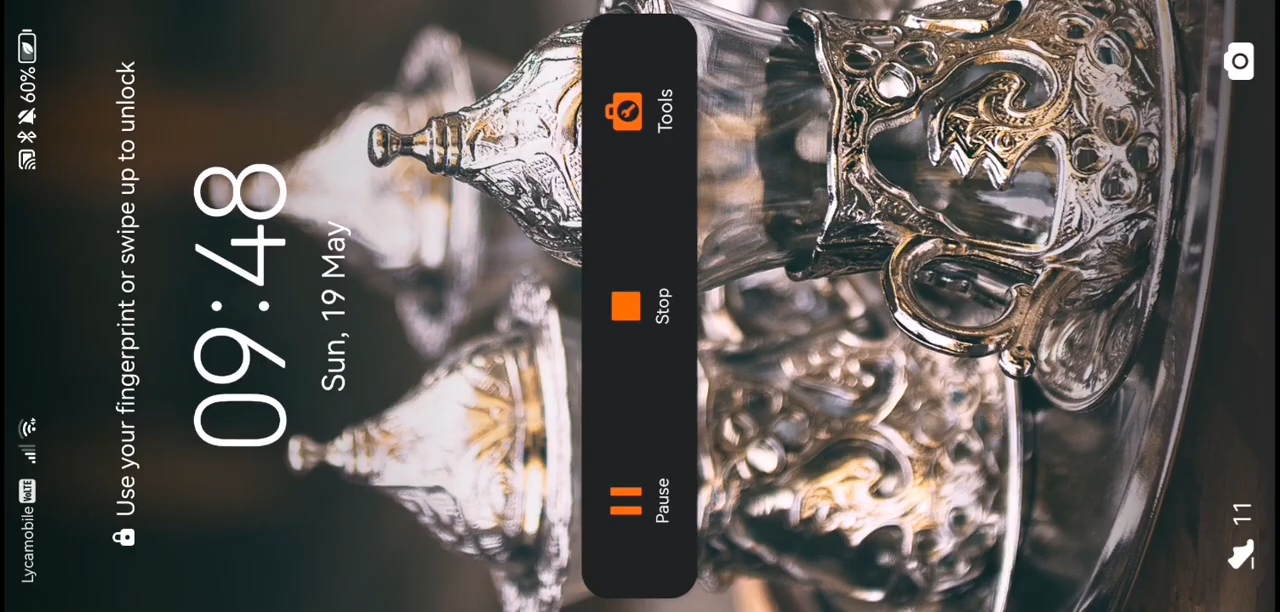 Lycamobile VoLTE 60%
Use your fingerprint or swipe up to unlock
09:48
Sun, 19 May
Pause Stop Tools
11